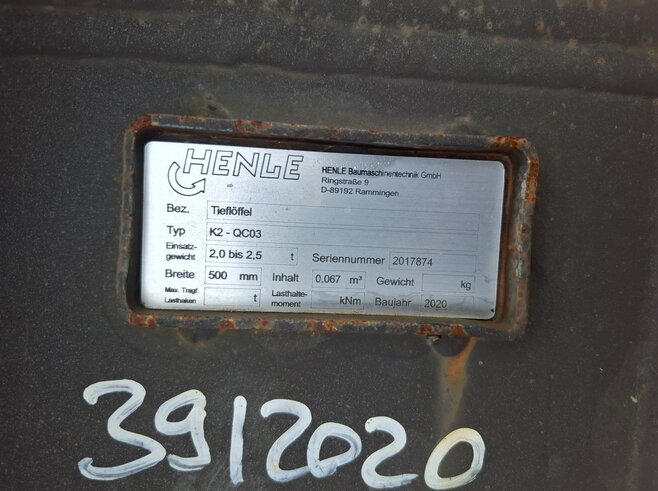 HENLE
HENLE Baumaschinentechnik GmbH
Ringstraße 9
D-89192 Rammingen
Bez. Tieflöffel
Typ K2 - QC03
Einsatz-
gewicht 2,0 bis 2,5 t Seriennummer 2017874
Breite 500 mm Inhalt 0,067 m³ Gewicht kg
Max. Tragf. Lasthaken t Lasthalte-
moment kNm Baujahr 2020
39/2020